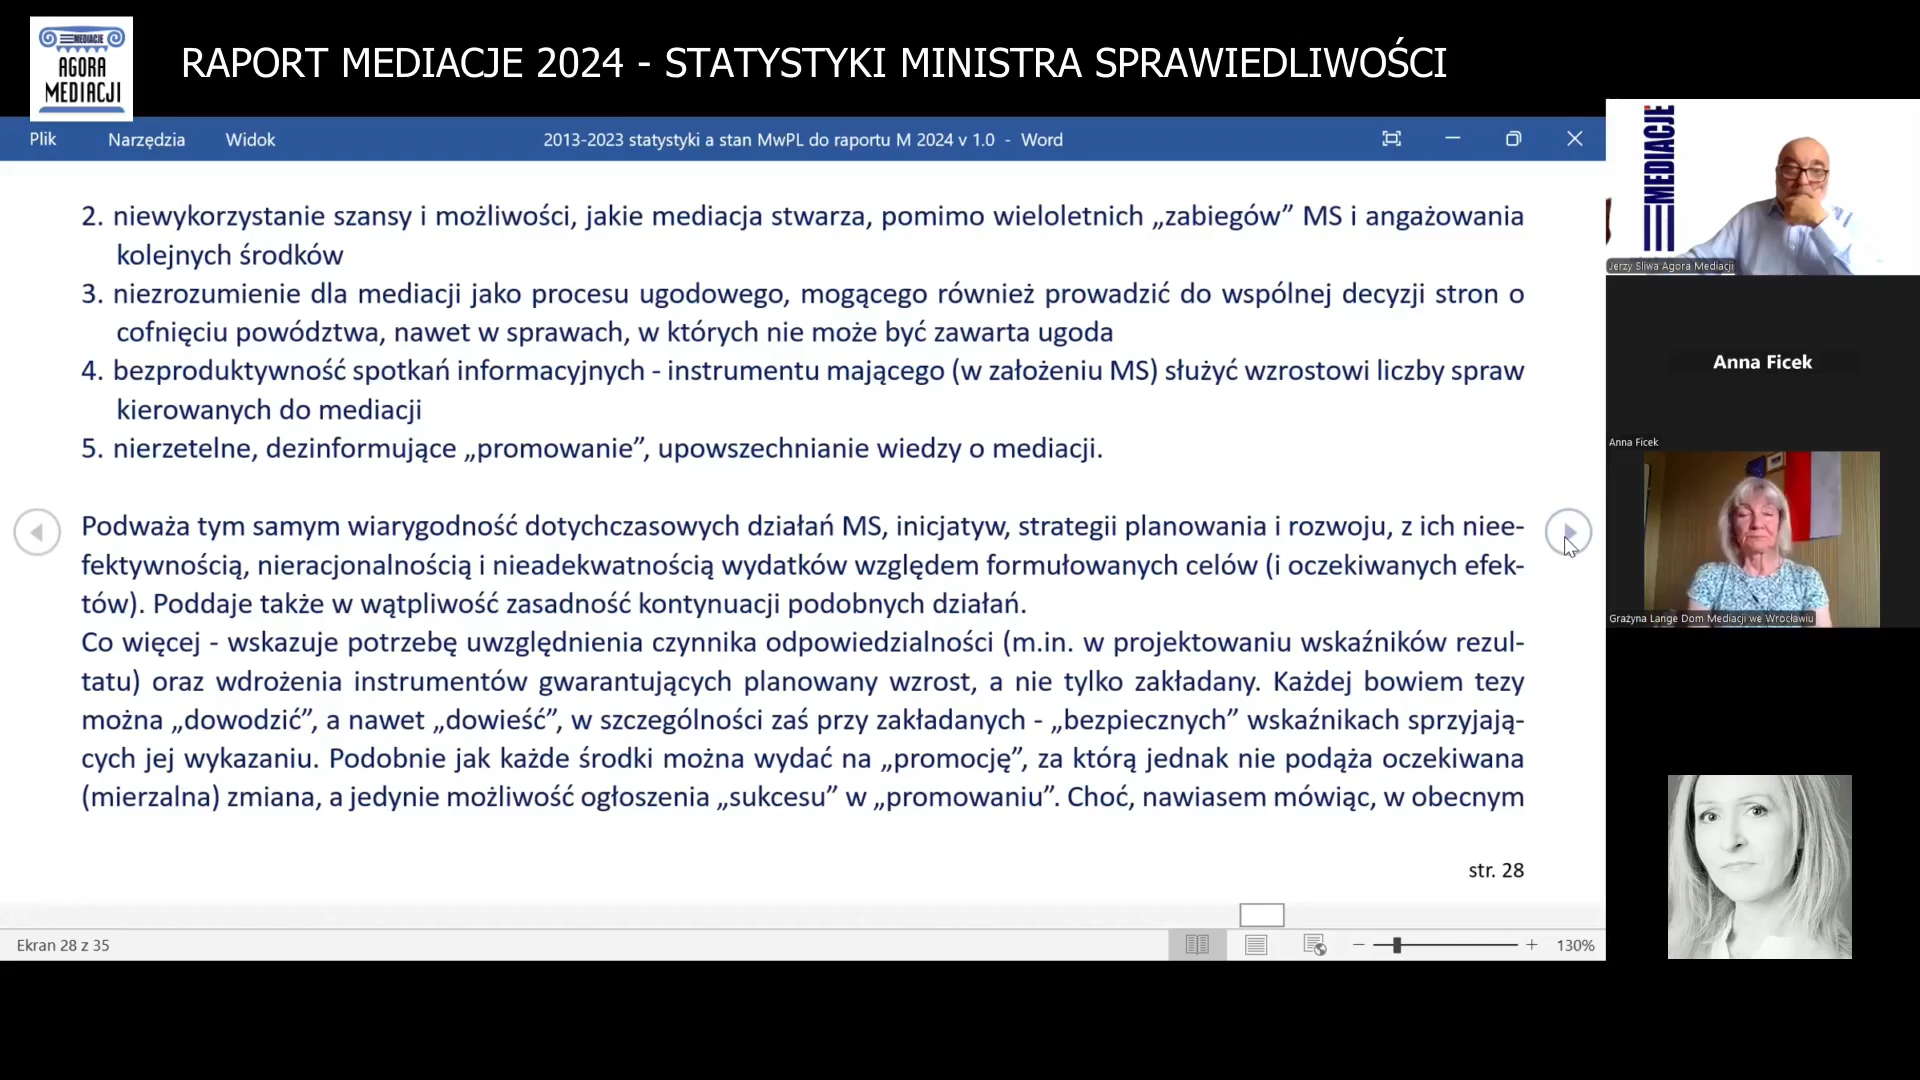 MEDIACJE
AGORA
MEDIACJI
RAPORT MEDIACJE 2024 - STATYSTYKI MINISTRA SPRAWIEDLIWOŚCI
Plik Narzędzia Widok 2013-2023 statystyki a stan MwPL do raportu M 2024 v 1.0 - Word
2. niewykorzystanie szansy i możliwości, jakie mediacja stwarza, pomimo wieloletnich „zabiegów” MS i angażowania
kolejnych środków
3. niezrozumienie dla mediacji jako procesu ugodowego, mogącego również prowadzić do wspólnej decyzji stron o
cofnięciu powództwa, nawet w sprawach, w których nie może być zawarta ugoda
4. bezproduktywność spotkań informacyjnych - instrumentu mającego (w założeniu MS) służyć wzrostowi liczby spraw
kierowanych do mediacji
5. nierzetelne, dezinformujące „promowanie”, upowszechnianie wiedzy o mediacji.
Podważa tym samym wiarygodność dotychczasowych działań MS, inicjatyw, strategii planowania i rozwoju, z ich niee-
fektywnością, nieracjonalnością i nieadekwatnością wydatków względem formułowanych celów (i oczekiwanych efek-
tów). Poddaje także w wątpliwość zasadność kontynuacji podobnych działań.
Co więcej - wskazuje potrzebę uwzględnienia czynnika odpowiedzialności (m.in. w projektowaniu wskaźników rezul-
tatu) oraz wdrożenia instrumentów gwarantujących planowany wzrost, a nie tylko zakładany. Każdej bowiem tezy
można „dowodzić”, a nawet „dowieść”, w szczególności zaś przy zakładanych - „bezpiecznych” wskaźnikach sprzyjają-
cych jej wykazaniu. Podobnie jak każde środki można wydać na „promocję”, za którą jednak nie podąża oczekiwana
(mierzalna) zmiana, a jedynie możliwość ogłoszenia „sukcesu” w „promowaniu”. Choć, nawiasem mówiąc, w obecnym
str. 28
Ekran 28 z 35
130%
MEDIACJE
Jerzy Śliwa Agora Mediacji
Anna Ficek
Anna Ficek
Grażyna Lange Dom Mediacji we Wrocławiu